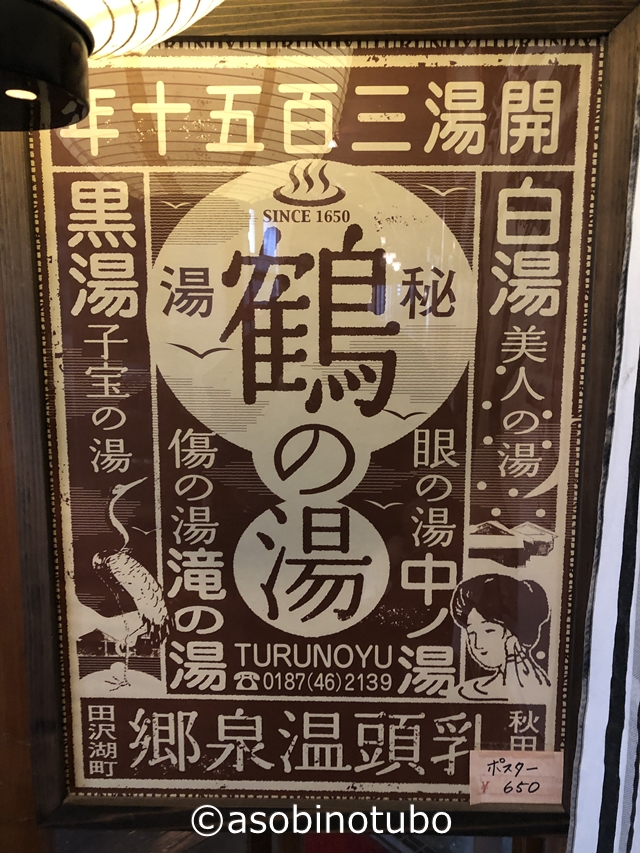 開湯三百五十年
SINCE 1650
秘湯
鶴の湯
白湯
美人の湯
眼の湯
中ノ湯
傷の湯
滝の湯
黒湯
子宝の湯
TURUNOYU
☎0187(46)2139
秋田
乳頭温泉郷
田沢湖町
ポスター
¥650
©asobinotubo